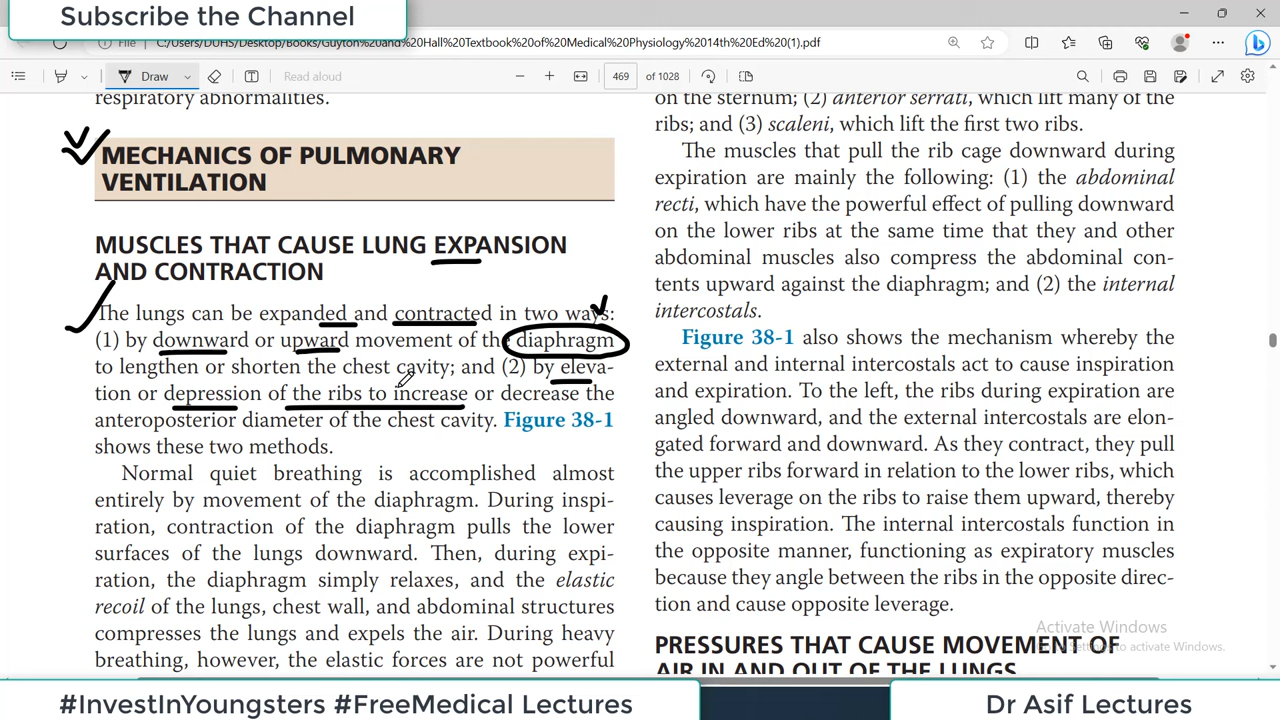 Subscribe the Channel
File
C:/Users/DUHS/Desktop/Books/Guyton%20and%20Hall%20Textbook%20of%20Medical%20Physiology%2014th%20Ed%20(1).pdf
Draw
Read aloud
469 of 1028
respiratory abnormalities.
MECHANICS OF PULMONARY
VENTILATION
MUSCLES THAT CAUSE LUNG EXPANSION
AND CONTRACTION
The lungs can be expanded and contracted in two ways:
(1) by downward or upward movement of the diaphragm
to lengthen or shorten the chest cavity; and (2) by eleva-
tion or depression of the ribs to increase or decrease the
anteroposterior diameter of the chest cavity. Figure 38-1
shows these two methods.
Normal quiet breathing is accomplished almost
entirely by movement of the diaphragm. During inspi-
ration, contraction of the diaphragm pulls the lower
surfaces of the lungs downward. Then, during expi-
ration, the diaphragm simply relaxes, and the elastic
recoil of the lungs, chest wall, and abdominal structures
compresses the lungs and expels the air. During heavy
breathing, however, the elastic forces are not powerful
on the sternum; (2) anterior serrati, which lift many of the
ribs; and (3) scaleni, which lift the first two ribs.
The muscles that pull the rib cage downward during
expiration are mainly the following: (1) the abdominal
recti, which have the powerful effect of pulling downward
on the lower ribs at the same time that they and other
abdominal muscles also compress the abdominal con-
tents upward against the diaphragm; and (2) the internal
intercostals.
Figure 38-1 also shows the mechanism whereby the
external and internal intercostals act to cause inspiration
and expiration. To the left, the ribs during expiration are
angled downward, and the external intercostals are elon-
gated forward and downward. As they contract, they pull
the upper ribs forward in relation to the lower ribs, which
causes leverage on the ribs to raise them upward, thereby
causing inspiration. The internal intercostals function in
the opposite manner, functioning as expiratory muscles
because they angle between the ribs in the opposite direc-
tion and cause opposite leverage.
PRESSURES THAT CAUSE MOVEMENT OF
AIR IN AND OUT OF THE LUNGS
Activate Windows
to activate Windows.
#InvestInYoungsters #FreeMedical Lectures
Dr Asif Lectures